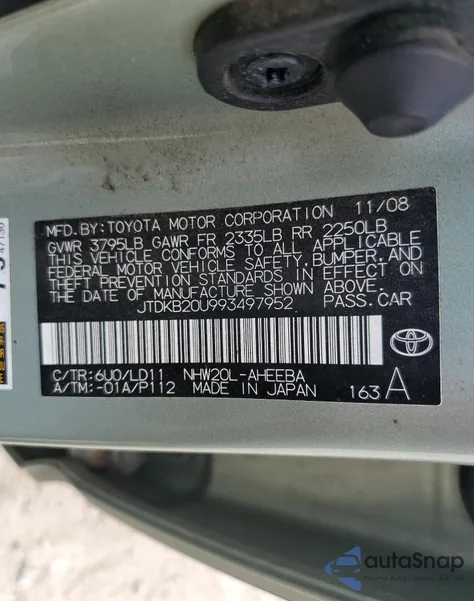 MFD.BY:TOYOTA MOTOR CORPORATION 11/08
GVWR 3795LB GAWR FR 2335LB RR 2250LB
THIS VEHICLE CONFORMS TO ALL APPLICABLE
FEDERAL MOTOR VEHICLE SAFETY,BUMPER,AND
THEFT PREVENTION STANDARDS IN EFFECT ON
THE DATE OF MANUFACTURE SHOWN ABOVE.
JTDKB20U993497952 PASS.CAR
C/TR:6U0/LD11 NHW20L-AHEEBA
A/TM:-01A/P112 MADE IN JAPAN 163 A
autaSnap